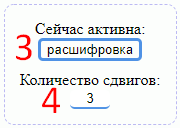 Сейчас активна:
3 расшифровка
Количество сдвигов:
4 3